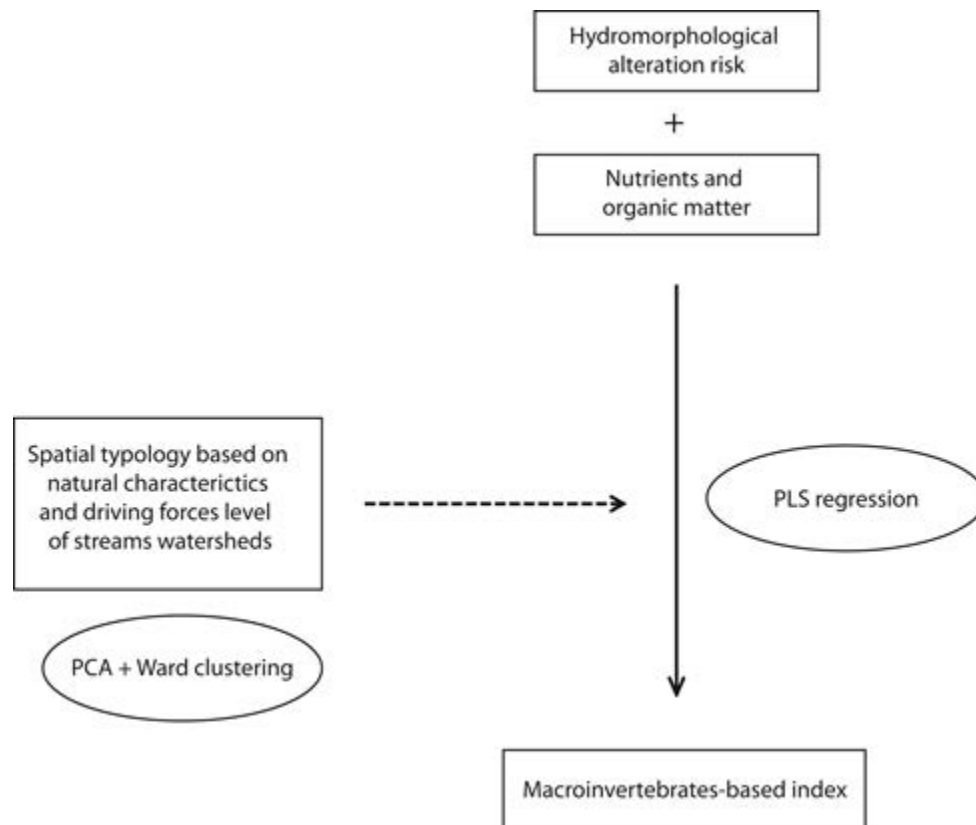 Hydromorphological
alteration risk
+
Nutrients and
organic matter
Spatial typology based on
natural characterictics
and driving forces level
of streams watersheds
PLS regression
PCA + Ward clustering
Macroinvertebrates-based index